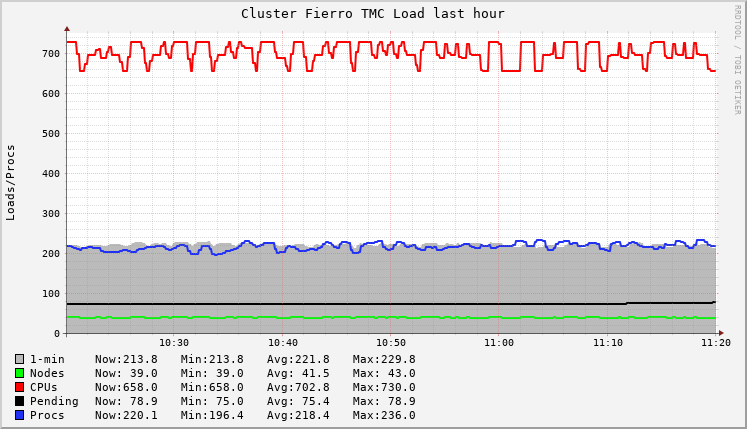 Cluster Fierro TMC Load last hour
RRDTOOL / TOBI OETIKER
Loads/Procs
700
600
500
400
300
200
100
0
10:30 10:40 10:50 11:00 11:10 11:20
1-min Now:213.8 Min:213.8 Avg:221.8 Max:229.8
Nodes Now: 39.0 Min: 39.0 Avg: 41.5 Max: 43.0
CPUs Now:658.0 Min:658.0 Avg:702.8 Max:730.0
Pending Now: 78.9 Min: 75.0 Avg: 75.4 Max: 78.9
Procs Now:220.1 Min:196.4 Avg:218.4 Max:236.0